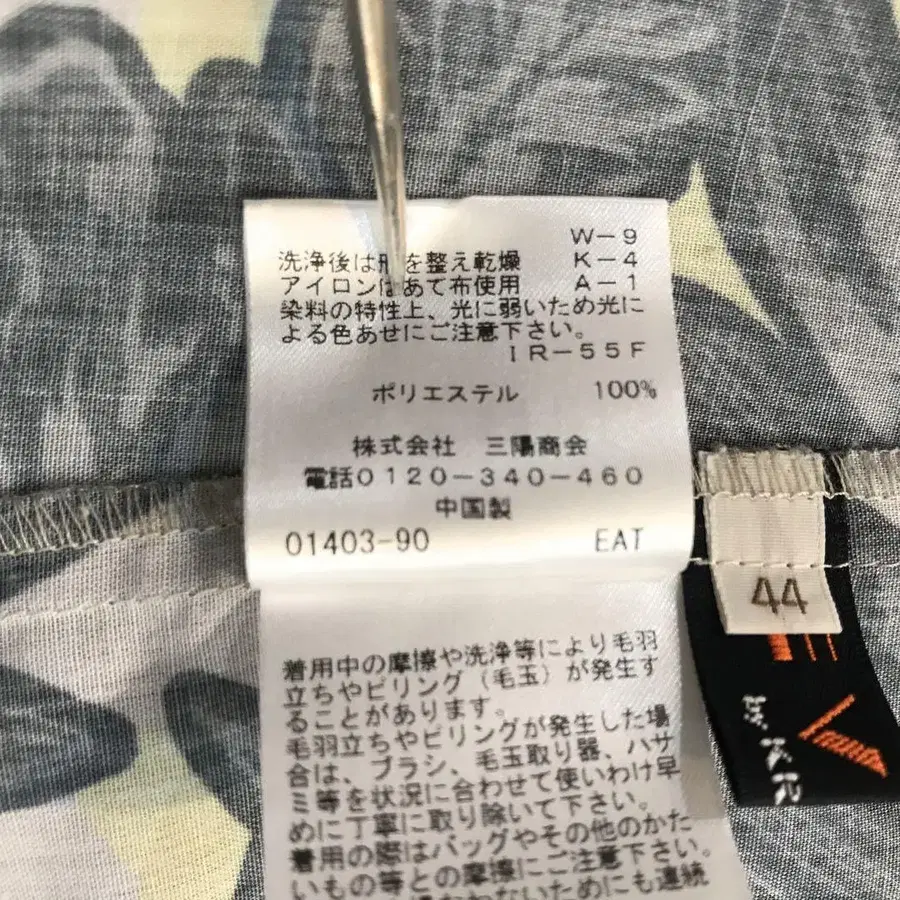 W-9
洗浄後は形を整え乾燥 K-4
アイロンはあて布使用 A-1
染料の特性上、光に弱いため光に
よる色あせにご注意下さい。
IR-55F
ポリエステル 100%
株式会社 三陽商会
電話0120-340-460
中国製
01403-90 EAT
44
着用中の摩擦や洗浄等により毛羽
立ちやピリング(毛玉)が発生す
ることがあります。
毛羽立ちやピリングが発生した場
合は、ブラシ、毛玉取り器、ハサ
ミ等を状況に合わせて使いわけ早
めに丁寧に取り除いて下さい。
着用の際はバッグやその他のかた
いもの等との摩擦にご注意下さい。
わないためにも連続